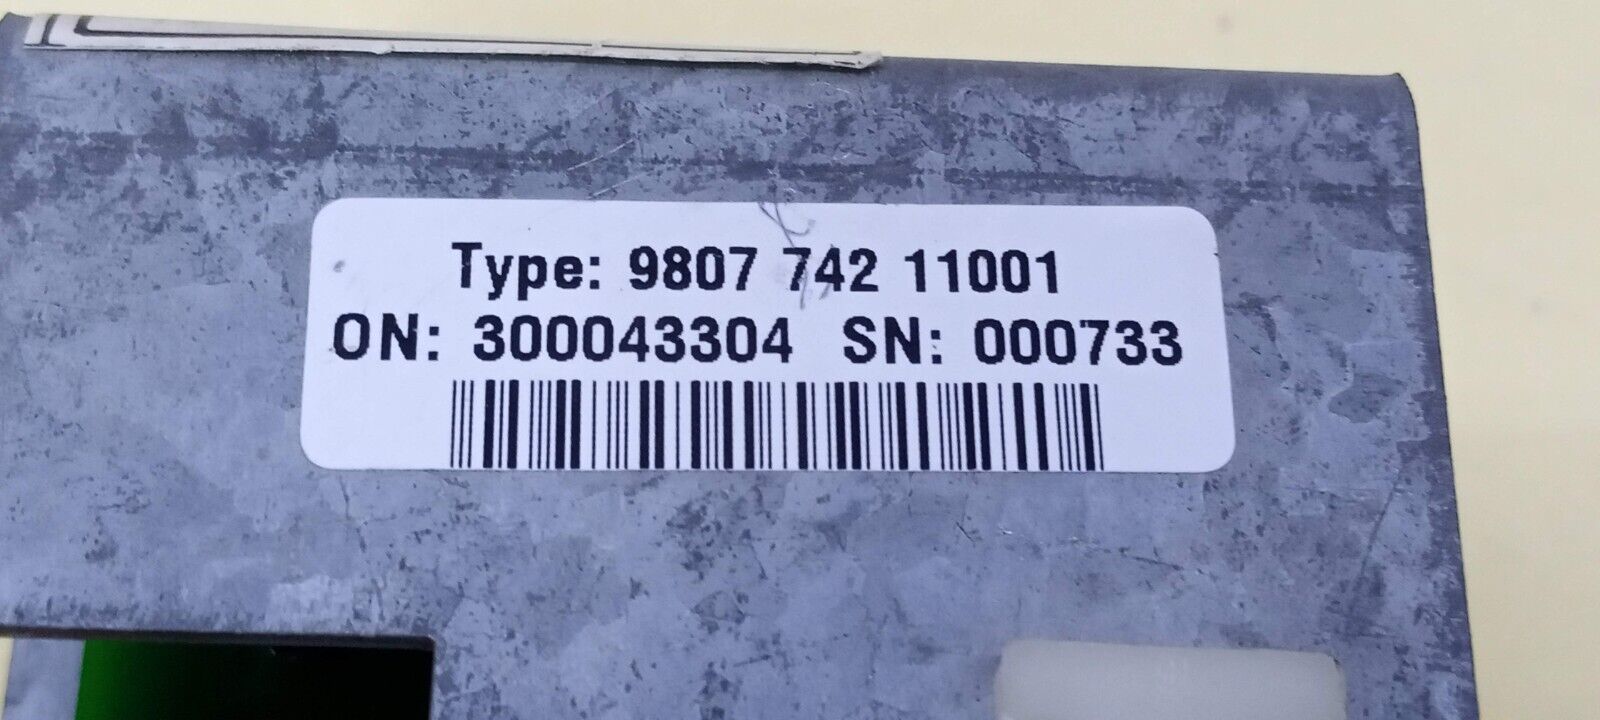 Type: 9807 742 11001
ON: 300043304 SN: 000733